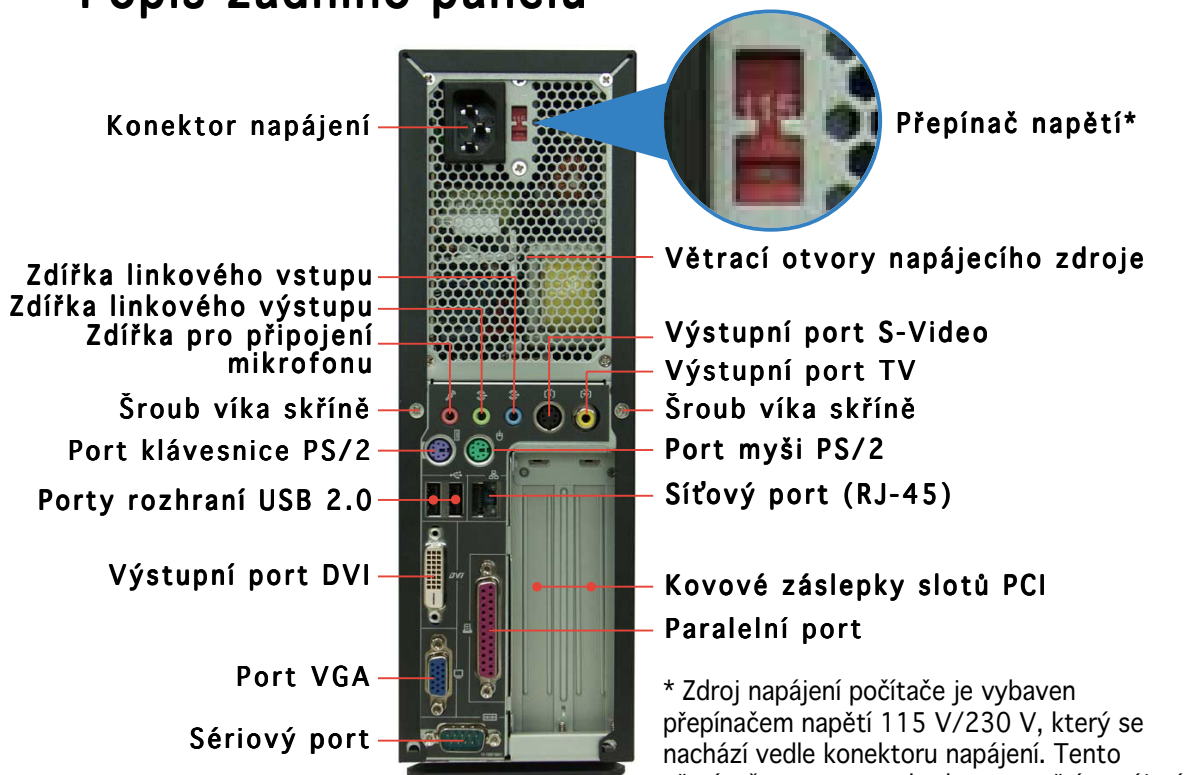 Popis zadního panelu
115
Konektor napájení
Přepínač napětí*
Větrací otvory napájecího zdroje
Zdířka linkového vstupu
Zdířka linkového výstupu
Zdířka pro připojení
mikrofonu
Výstupní port S-Video
Výstupní port TV
Šroub víka skříně
Šroub víka skříně
Port klávesnice PS/2
Port myši PS/2
Porty rozhraní USB 2.0
Síťový port (RJ-45)
Výstupní port DVI
DVI
Kovové záslepky slotů PCI
Paralelní port
Port VGA
Sériový port
* Zdroj napájení počítače je vybaven
přepínačem napětí 115 V/230 V, který se
nachází vedle konektoru napájení. Tento